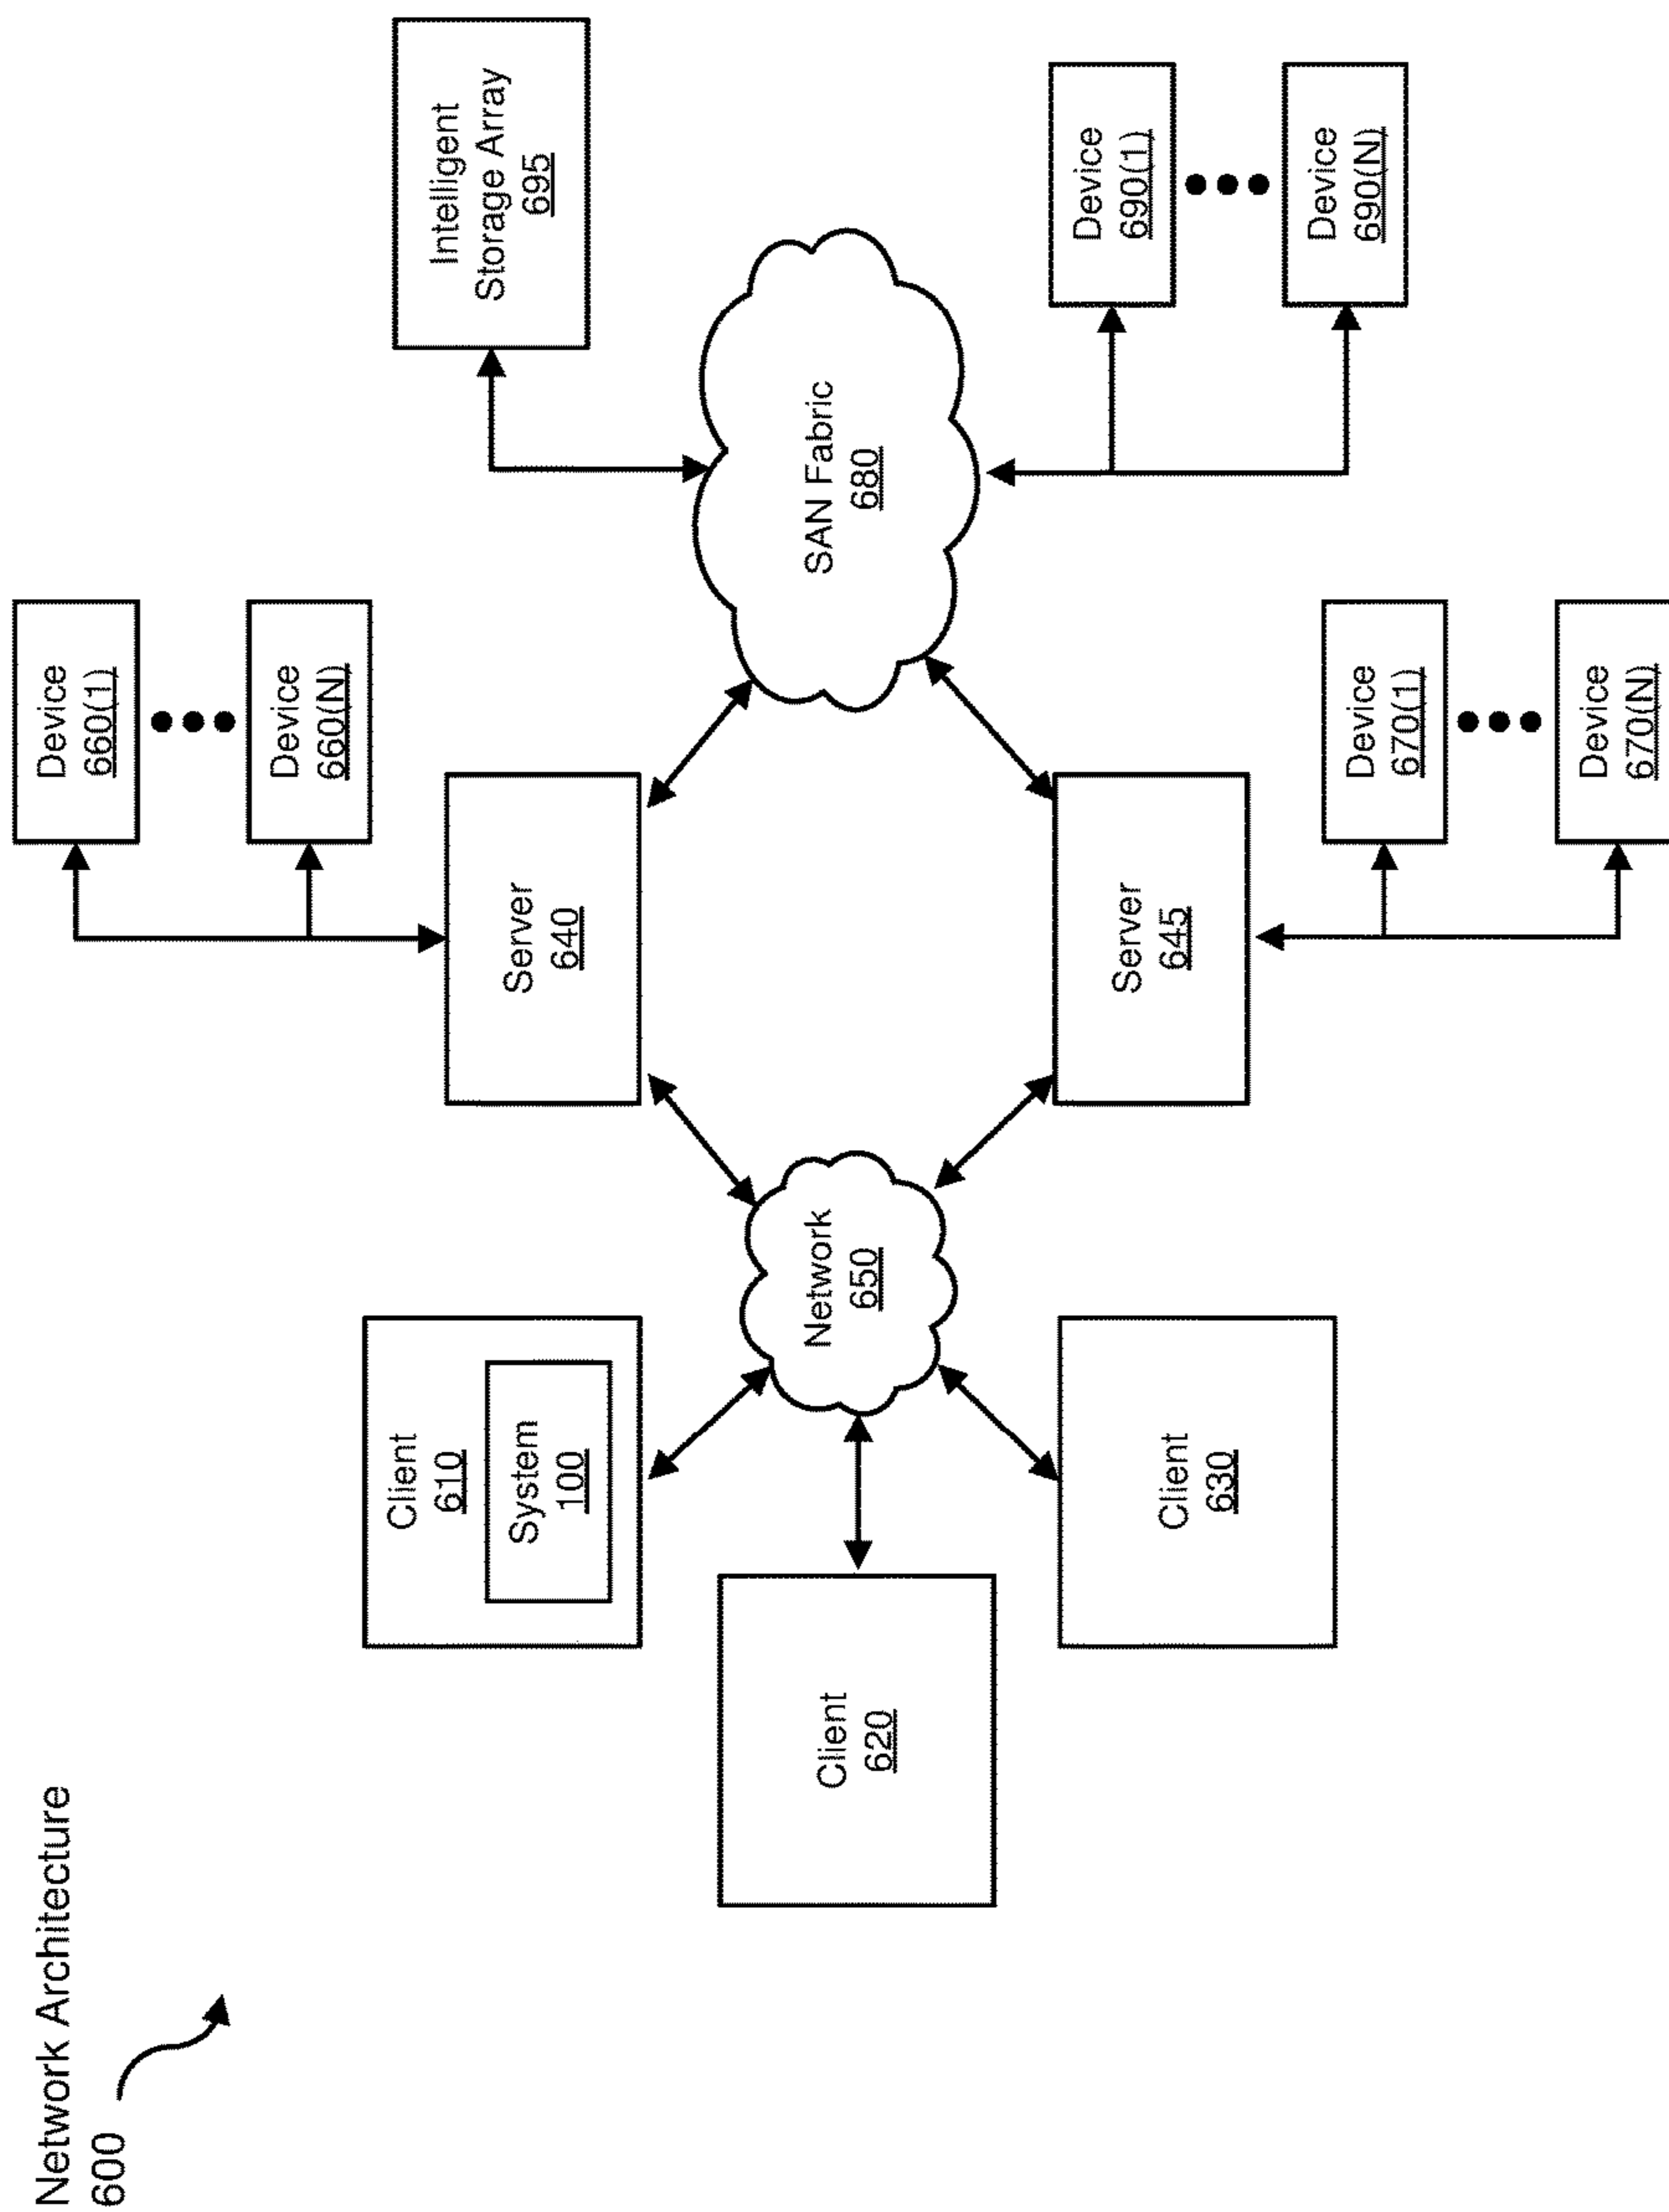 Network Architecture
600
Client
610
System
100
Client
620
Client
630
Network
650
Server
640
Server
645
Device
660(1)
Device
660(N)
Device
670(1)
Device
670(N)
SAN Fabric
680
Intelligent
Storage Array
695
Device
690(1)
Device
690(N)